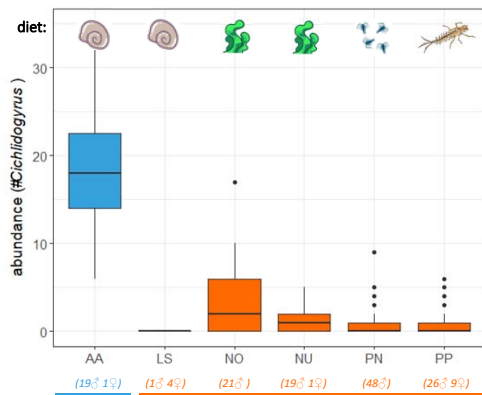 diet:
abundance (#Cichlidogyrus )
30
20
10
0
AA LS NO NU PN PP
(19♂ 1♀) (1♂ 4♀) (21♂ ) (19♂ 1♀) (48♂) (26♂ 9♀)